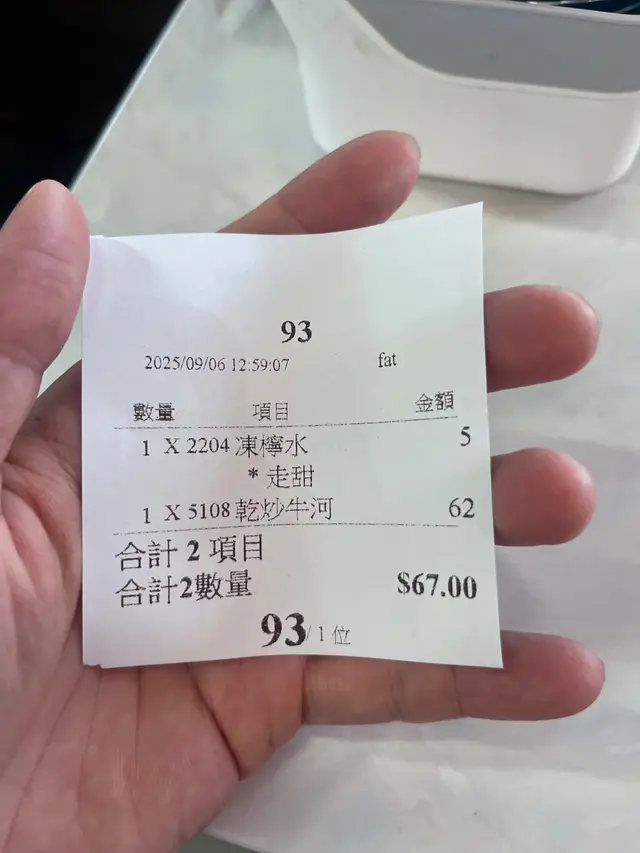 93
2025/09/06 12:59:07 fat
數量 項目 金額
1 X 2204 凍檸水 5
* 走甜
1 X 5108 乾炒牛河 62
合計 2 項目
合計2數量 $67.00
93/1 位